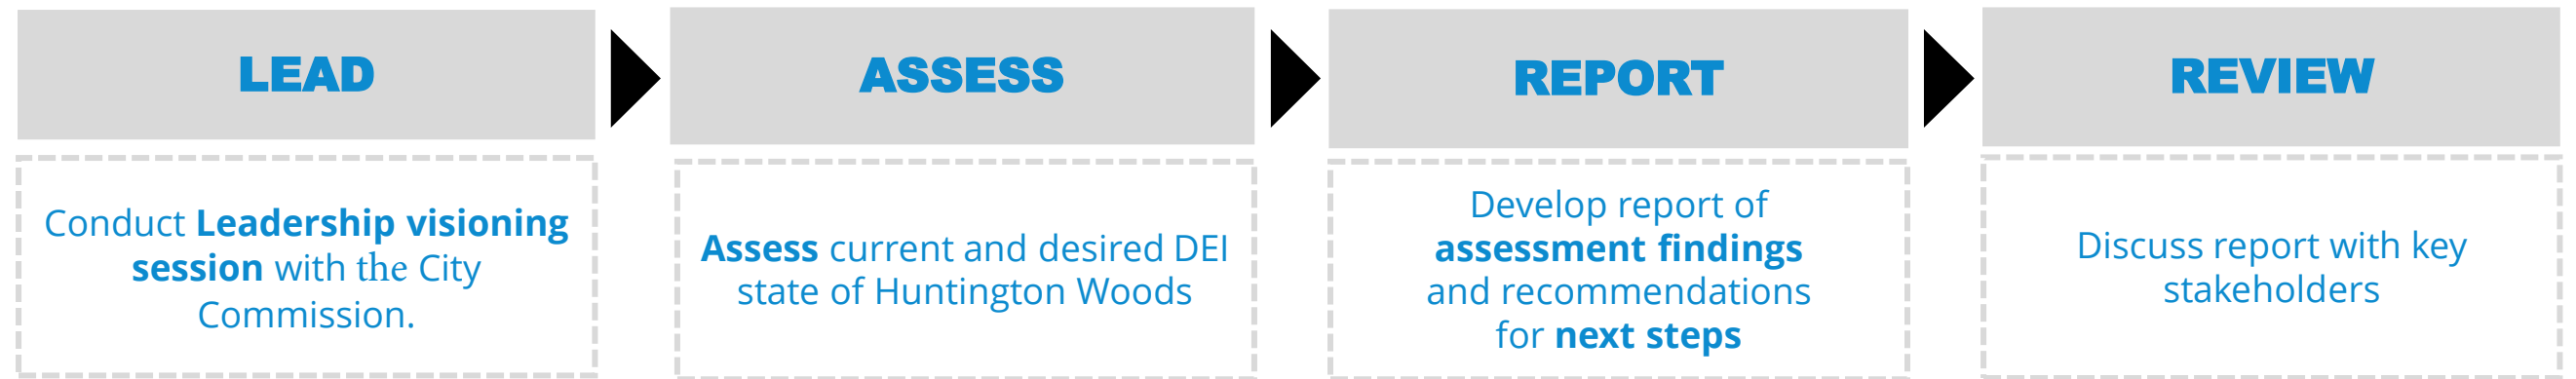 LEAD
Conduct Leadership visioning
session with the City
Commission.
ASSESS
Assess current and desired DEI
state of Huntington Woods
REPORT
Develop report of
assessment findings
and recommendations
for next steps
REVIEW
Discuss report with key
stakeholders